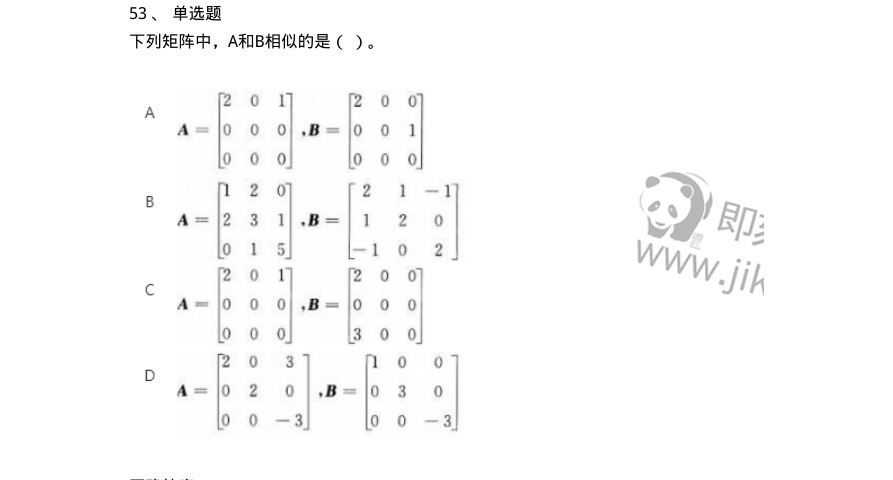 53 、 单选题
下列矩阵中，A和B相似的是（ ）。
A
2 0 1 2 0 0
A = 0 0 0 , B = 0 0 1
0 0 0 0 0 0
B
1 2 0 2 1 −1
A = 2 3 1 , B = 1 2 0
0 1 5 −1 0 2
C
2 0 1 2 0 0
A = 0 0 0 , B = 0 0 0
0 0 0 3 0 0
D
2 0 3 1 0 0
A = 0 2 0 , B = 0 3 0
0 0 −3 0 0 −3
即
www.jik